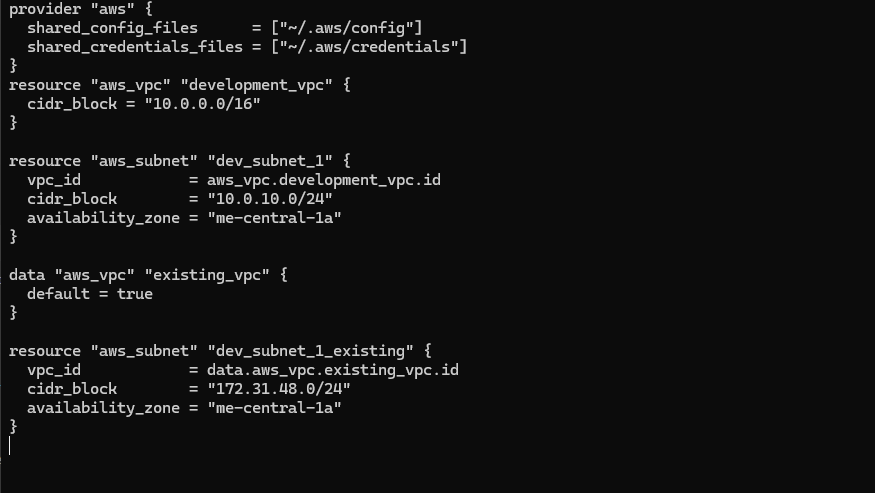 provider "aws" {
  shared_config_files      = ["~/.aws/config"]
  shared_credentials_files = ["~/.aws/credentials"]
}
resource "aws_vpc" "development_vpc" {
  cidr_block = "10.0.0.0/16"
}

resource "aws_subnet" "dev_subnet_1" {
  vpc_id            = aws_vpc.development_vpc.id
  cidr_block        = "10.0.10.0/24"
  availability_zone = "me-central-1a"
}

data "aws_vpc" "existing_vpc" {
  default = true
}

resource "aws_subnet" "dev_subnet_1_existing" {
  vpc_id            = data.aws_vpc.existing_vpc.id
  cidr_block        = "172.31.48.0/24"
  availability_zone = "me-central-1a"
}